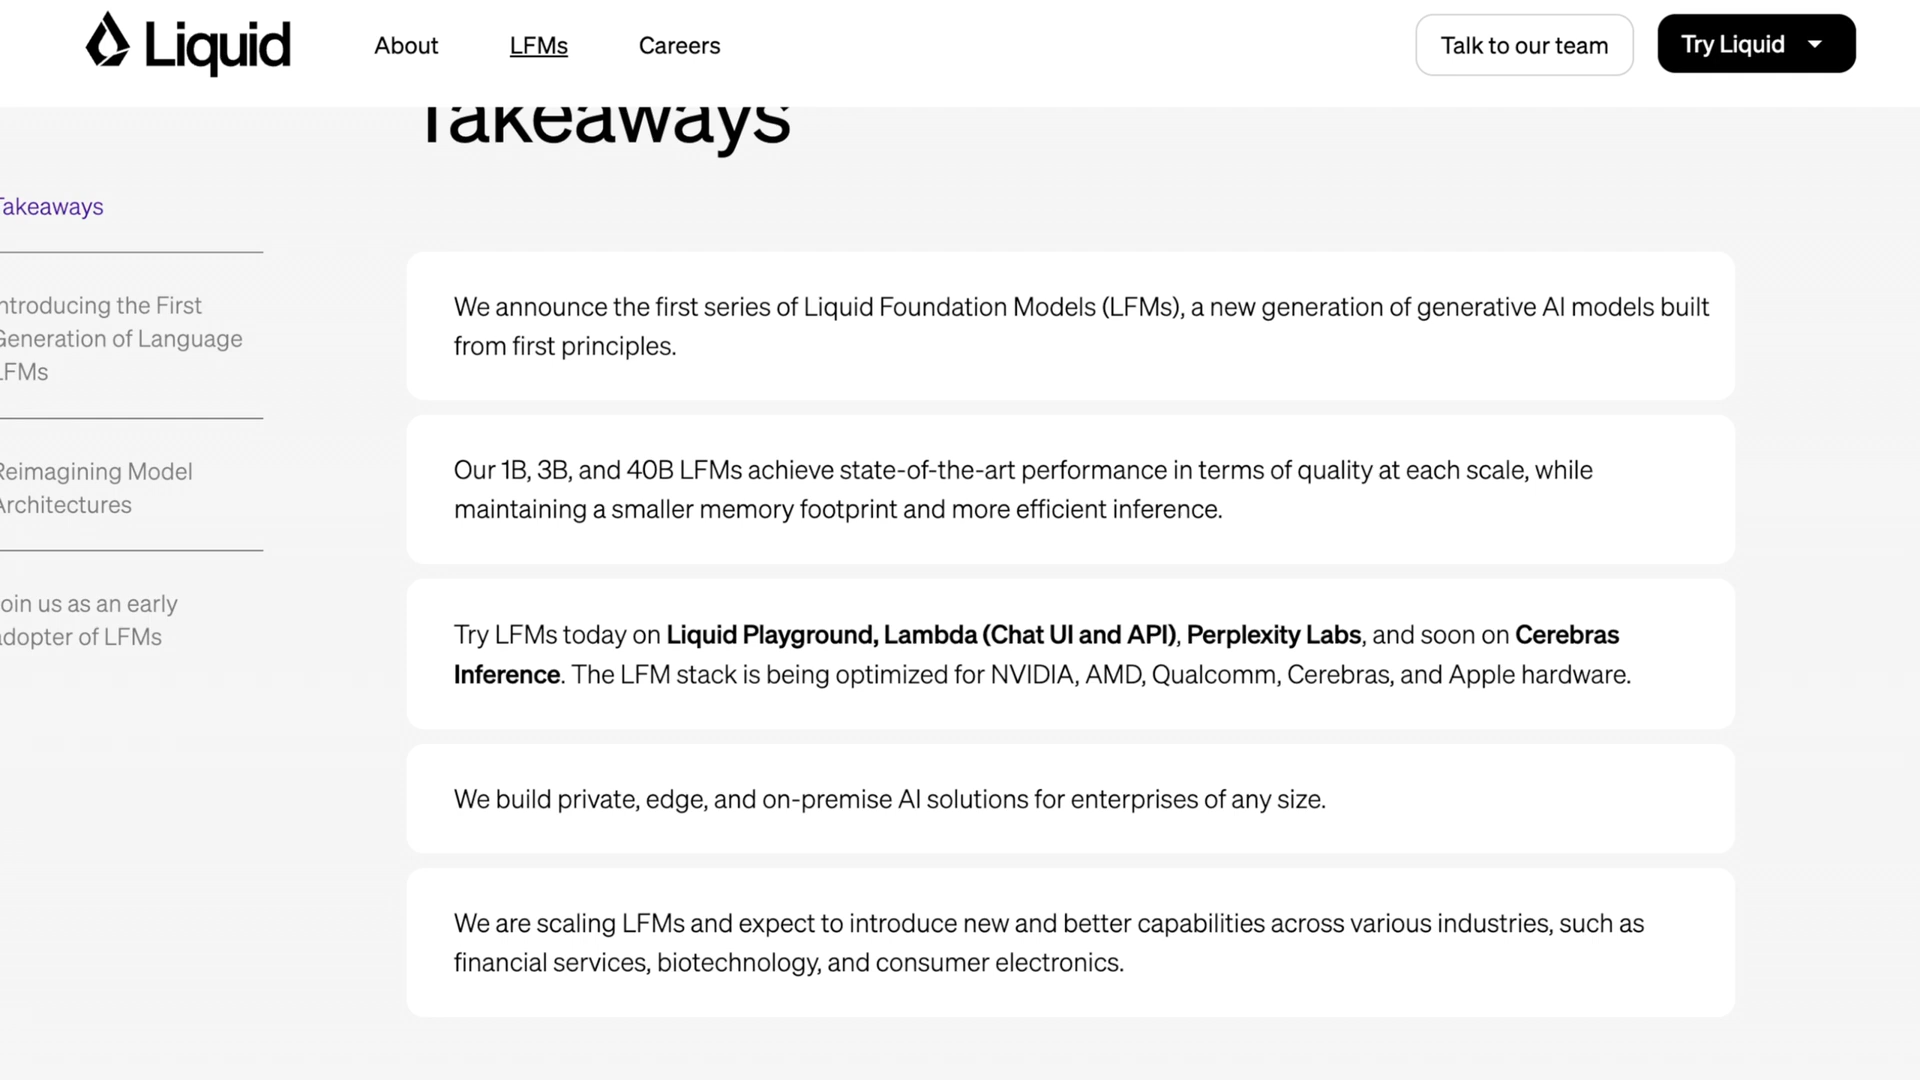 Liquid
About
LFMs
Careers
Talk to our team
Try Liquid
Takeaways
Takeaways
Introducing the First
Generation of Language
LFMs
Reimagining Model
Architectures
Join us as an early
adopter of LFMs
We announce the first series of Liquid Foundation Models (LFMs), a new generation of generative AI models built
from first principles.
Our 1B, 3B, and 40B LFMs achieve state-of-the-art performance in terms of quality at each scale, while
maintaining a smaller memory footprint and more efficient inference.
Try LFMs today on Liquid Playground, Lambda (Chat UI and API), Perplexity Labs, and soon on Cerebras
Inference. The LFM stack is being optimized for NVIDIA, AMD, Qualcomm, Cerebras, and Apple hardware.
We build private, edge, and on-premise AI solutions for enterprises of any size.
We are scaling LFMs and expect to introduce new and better capabilities across various industries, such as
financial services, biotechnology, and consumer electronics.